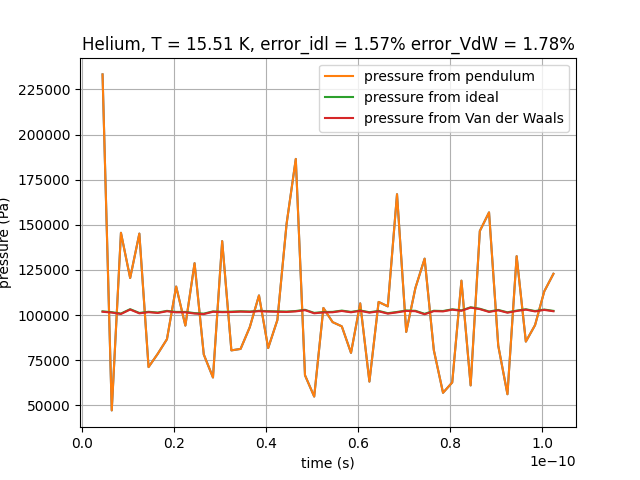 Helium, T = 15.51 K, error_idl = 1.57% error_VdW = 1.78%
pressure from pendulum
pressure from ideal
pressure from Van der Waals
225000
200000
175000
150000
125000
100000
75000
50000
pressure (Pa)
0.0 0.2 0.4 0.6 0.8 1.0
1e−10
time (s)